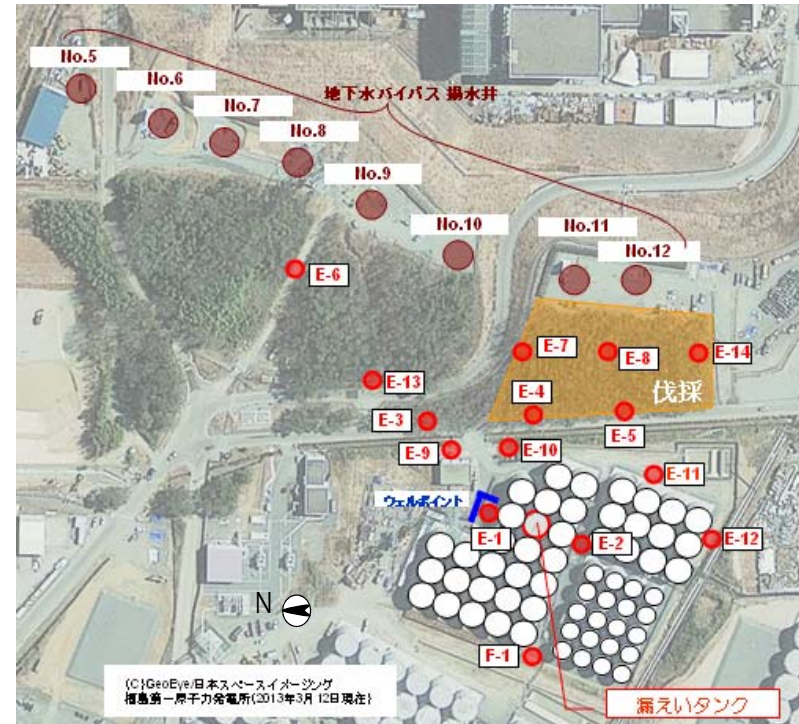 No.5
No.6
No.7
地下水バイパス 揚水井
No.8
No.9
No.10
No.11
No.12
E-6
E-7
E-8
E-14
E-13
伐採
E-4
E-3
E-5
E-9
E-10
E-11
ウェルポイント
E-1
E-2
E-12
N
F-1
(C)GeoEye/日本スペースイメージング
福島第一原子力発電所(2013年3月12日現在)
漏えいタンク